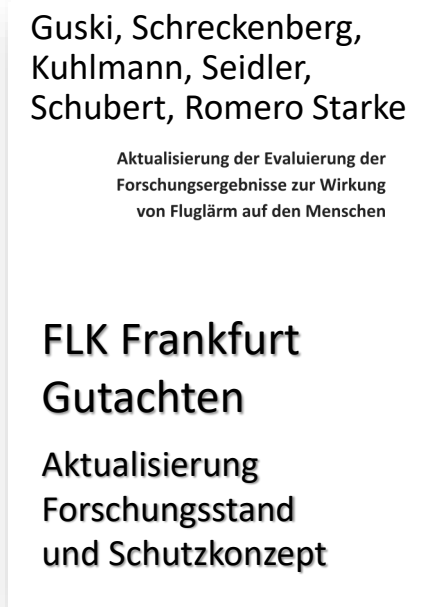 Guski, Schreckenberg,
Kuhlmann, Seidler,
Schubert, Romero Starke
Aktualisierung der Evaluierung der
Forschungsergebnisse zur Wirkung
von Fluglärm auf den Menschen
FLK Frankfurt
Gutachten
Aktualisierung
Forschungsstand
und Schutzkonzept